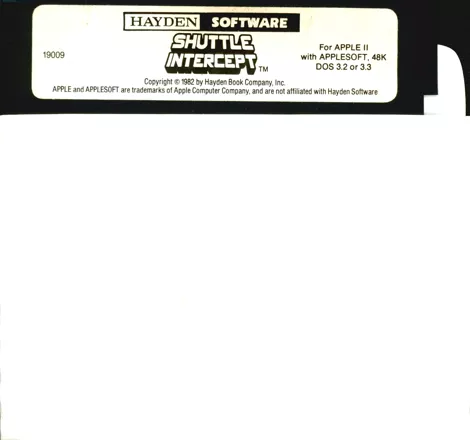 HAYDEN SOFTWARE
SHUTTLE
INTERCEPT™
19009
For APPLE II
with APPLESOFT, 48K
DOS 3.2 or 3.3
Copyright © 1982 by Hayden Book Company, Inc.
APPLE and APPLESOFT are trademarks of Apple Computer Company, and are not affiliated with Hayden Software